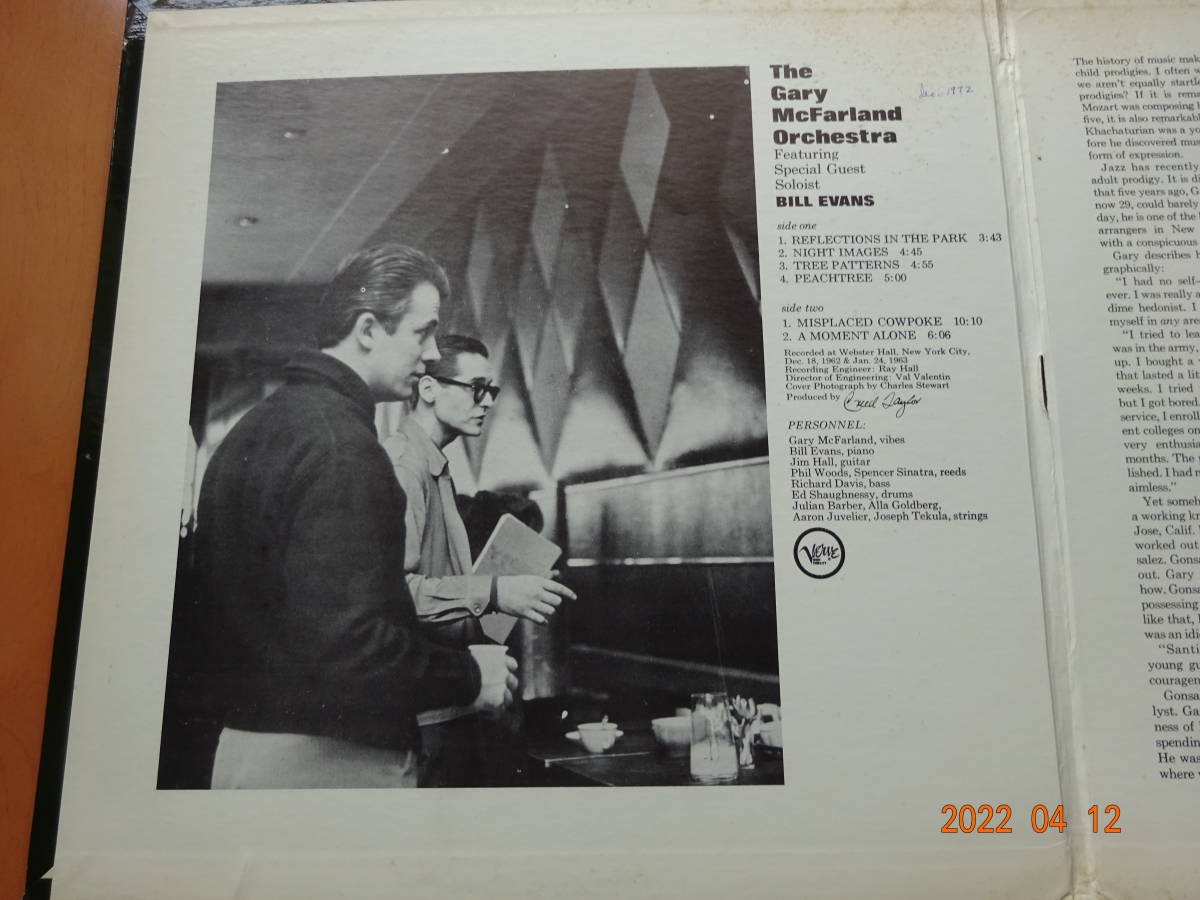 The
Gary
McFarland
Orchestra
Featuring
Special Guest
Soloist
BILL EVANS
Dec. 1972
side one
1. REFLECTIONS IN THE PARK 3:43
2. NIGHT IMAGES 4:45
3. TREE PATTERNS 4:55
4. PEACHTREE 5:00
side two
1. MISPLACED COWPOKE 10:10
2. A MOMENT ALONE 6:06
Recorded at Webster Hall, New York City,
Dec. 18, 1962 & Jan. 24, 1963
Recording Engineer: Ray Hall
Director of Engineering: Val Valentin
Cover Photograph by Charles Stewart
Produced by Creed Taylor
PERSONNEL:
Gary McFarland, vibes
Bill Evans, piano
Jim Hall, guitar
Phil Woods, Spencer Sinatra, reeds
Richard Davis, bass
Ed Shaughnessy, drums
Julian Barber, Alla Goldberg,
Aaron Juvelier, Joseph Tekula, strings
Verve
The history of music mak
child prodigies. I often w
we aren't equally startle
prodigies? If it is rema
Mozart was composing
five, it is also remarkab
Khachaturian was a yo
fore he discovered mus
form of expression.
Jazz has recently
adult prodigy. It is di
that five years ago, G
now 29, could barely
day, he is one of the
arrangers in New
with a conspicuous
Gary describes h
graphically:
"I had no self-
ever. I was really a
dime hedonist. I
myself in any are
"I tried to lea
was in the army,
up. I bought a
that lasted a lit
weeks. I tried
but I got bored.
service, I enroll
ent colleges on
very enthusia
months. The
lished. I had n
aimless."
Yet someh
a working kn
Jose, Calif.
worked out
salez. Gonsa
out. Gary
how. Gonsa
possessing
like that,
was an idi
"Santi
young gu
couragen
Gonsa
lyst. Ga
ness of
spendin
He was
where
2022 04 12